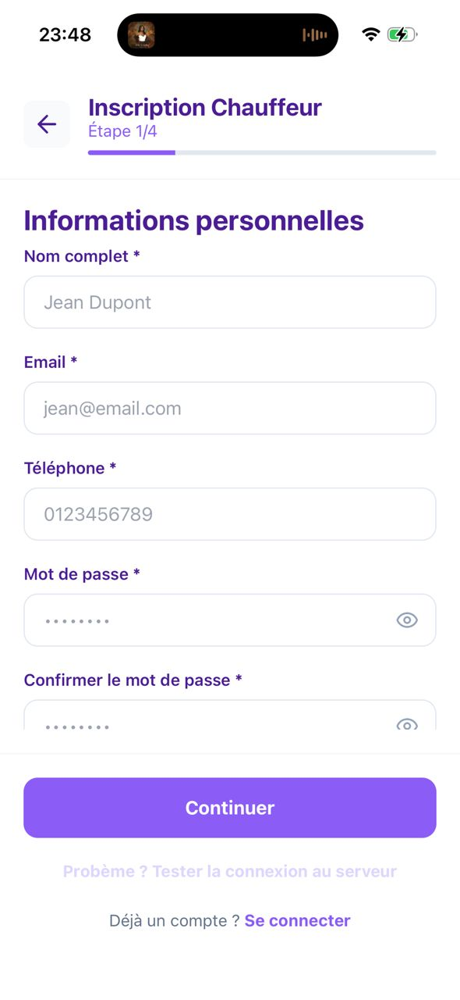 23:48
Inscription Chauffeur
Étape 1/4
Informations personnelles
Nom complet *
Jean Dupont
Email *
jean@email.com
Téléphone *
0123456789
Mot de passe *
••••••••
Confirmer le mot de passe *
••••••••
Continuer
Probème ? Tester la connexion au serveur
Déjà un compte ? Se connecter